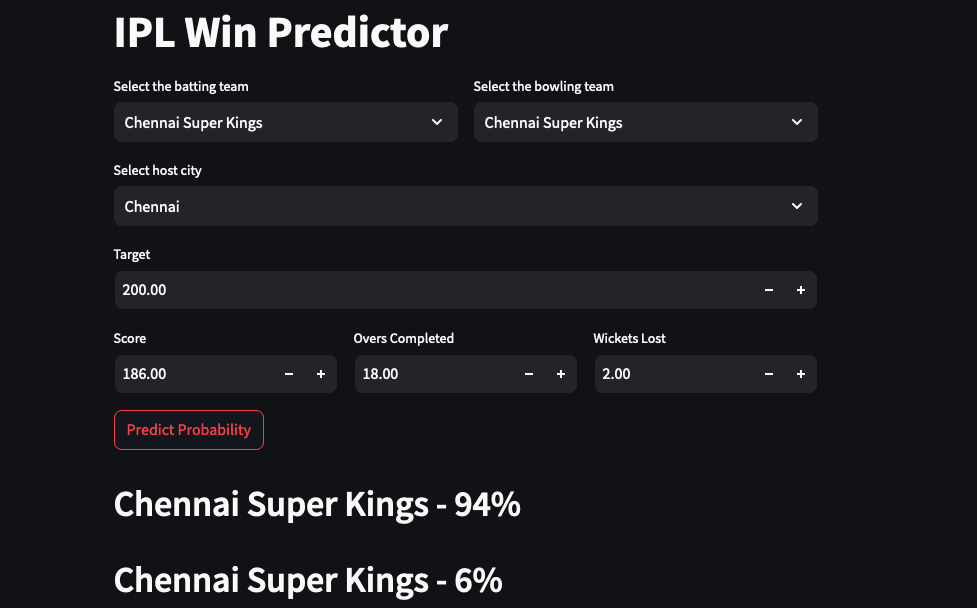 IPL Win Predictor
Select the batting team Select the bowling team
Chennai Super Kings Chennai Super Kings
Select host city
Chennai
Target
200.00 − +
Score Overs Completed Wickets Lost
186.00 − + 18.00 − + 2.00 − +
Predict Probability
Chennai Super Kings - 94%
Chennai Super Kings - 6%